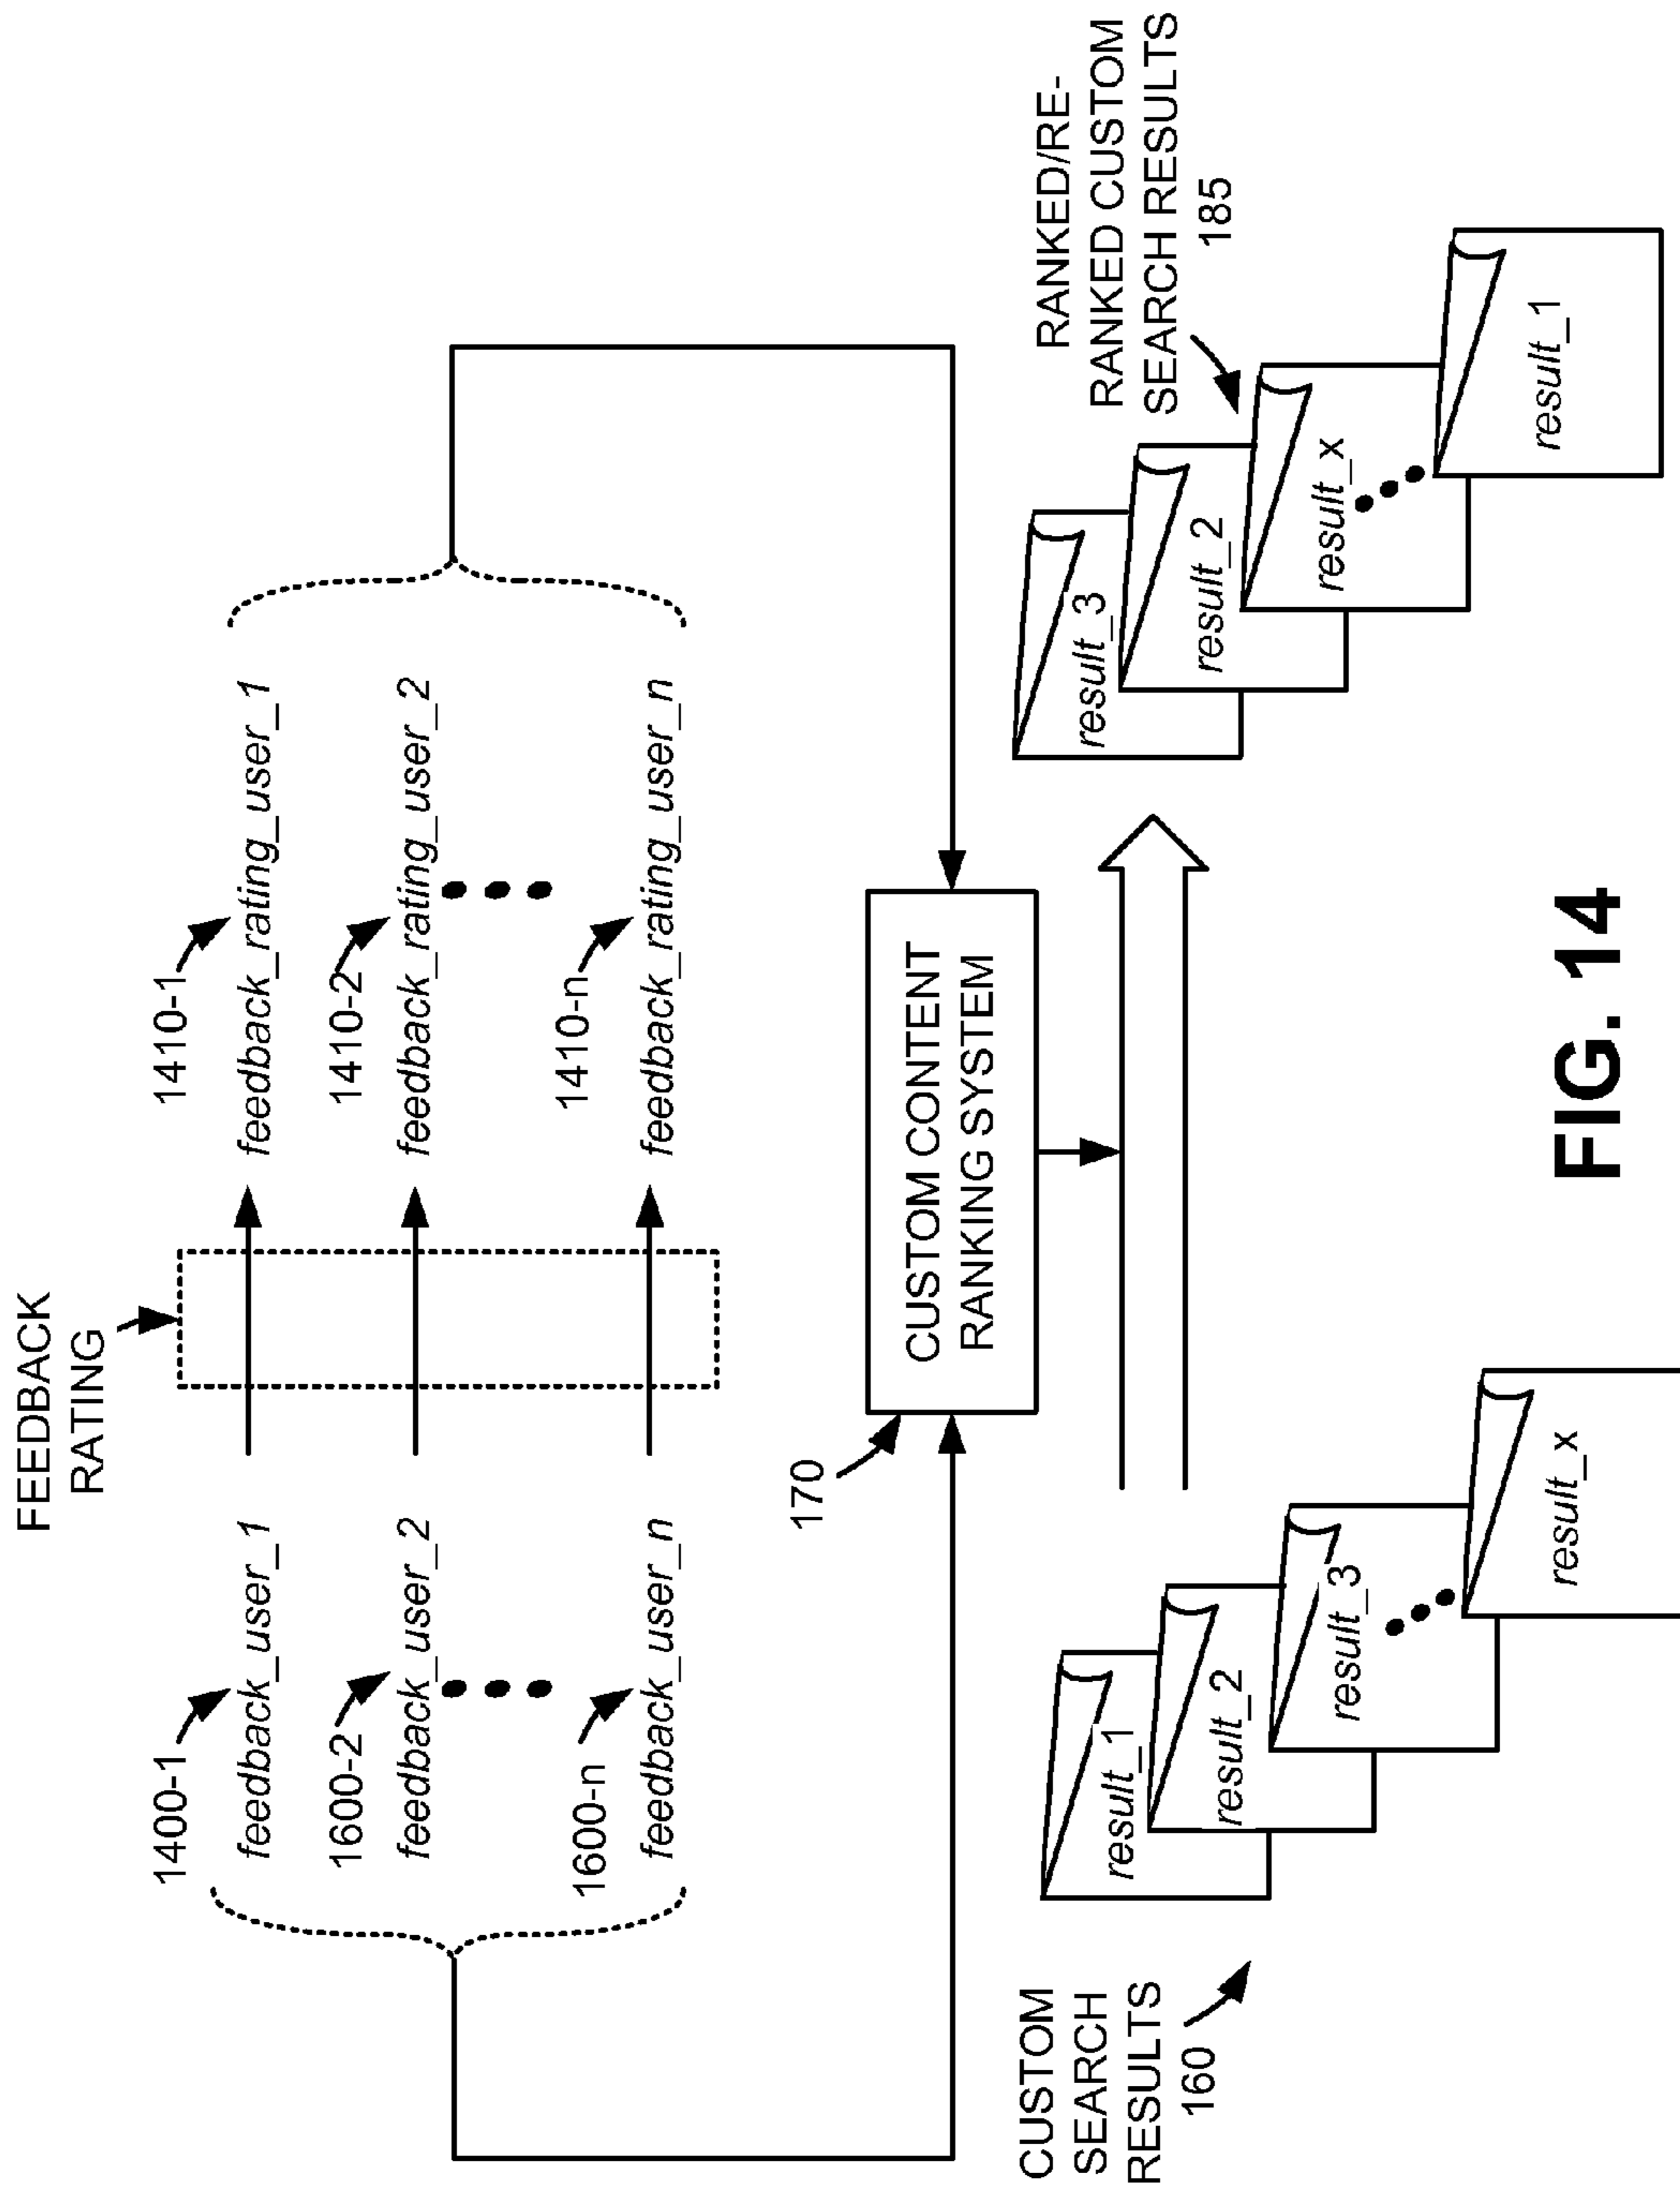 FEEDBACK
RATING
1400-1
feedback_user_1
1600-2
feedback_user_2
1600-n
feedback_user_n
1410-1
feedback_rating_user_1
1410-2
feedback_rating_user_2
1410-n
feedback_rating_user_n
170
CUSTOM CONTENT
RANKING SYSTEM
CUSTOM
SEARCH
RESULTS
160
result_1
result_2
result_3
result_x
RANKED/RE-
RANKED CUSTOM
SEARCH RESULTS
185
result_3
result_2
result_x
result_1
FIG. 14